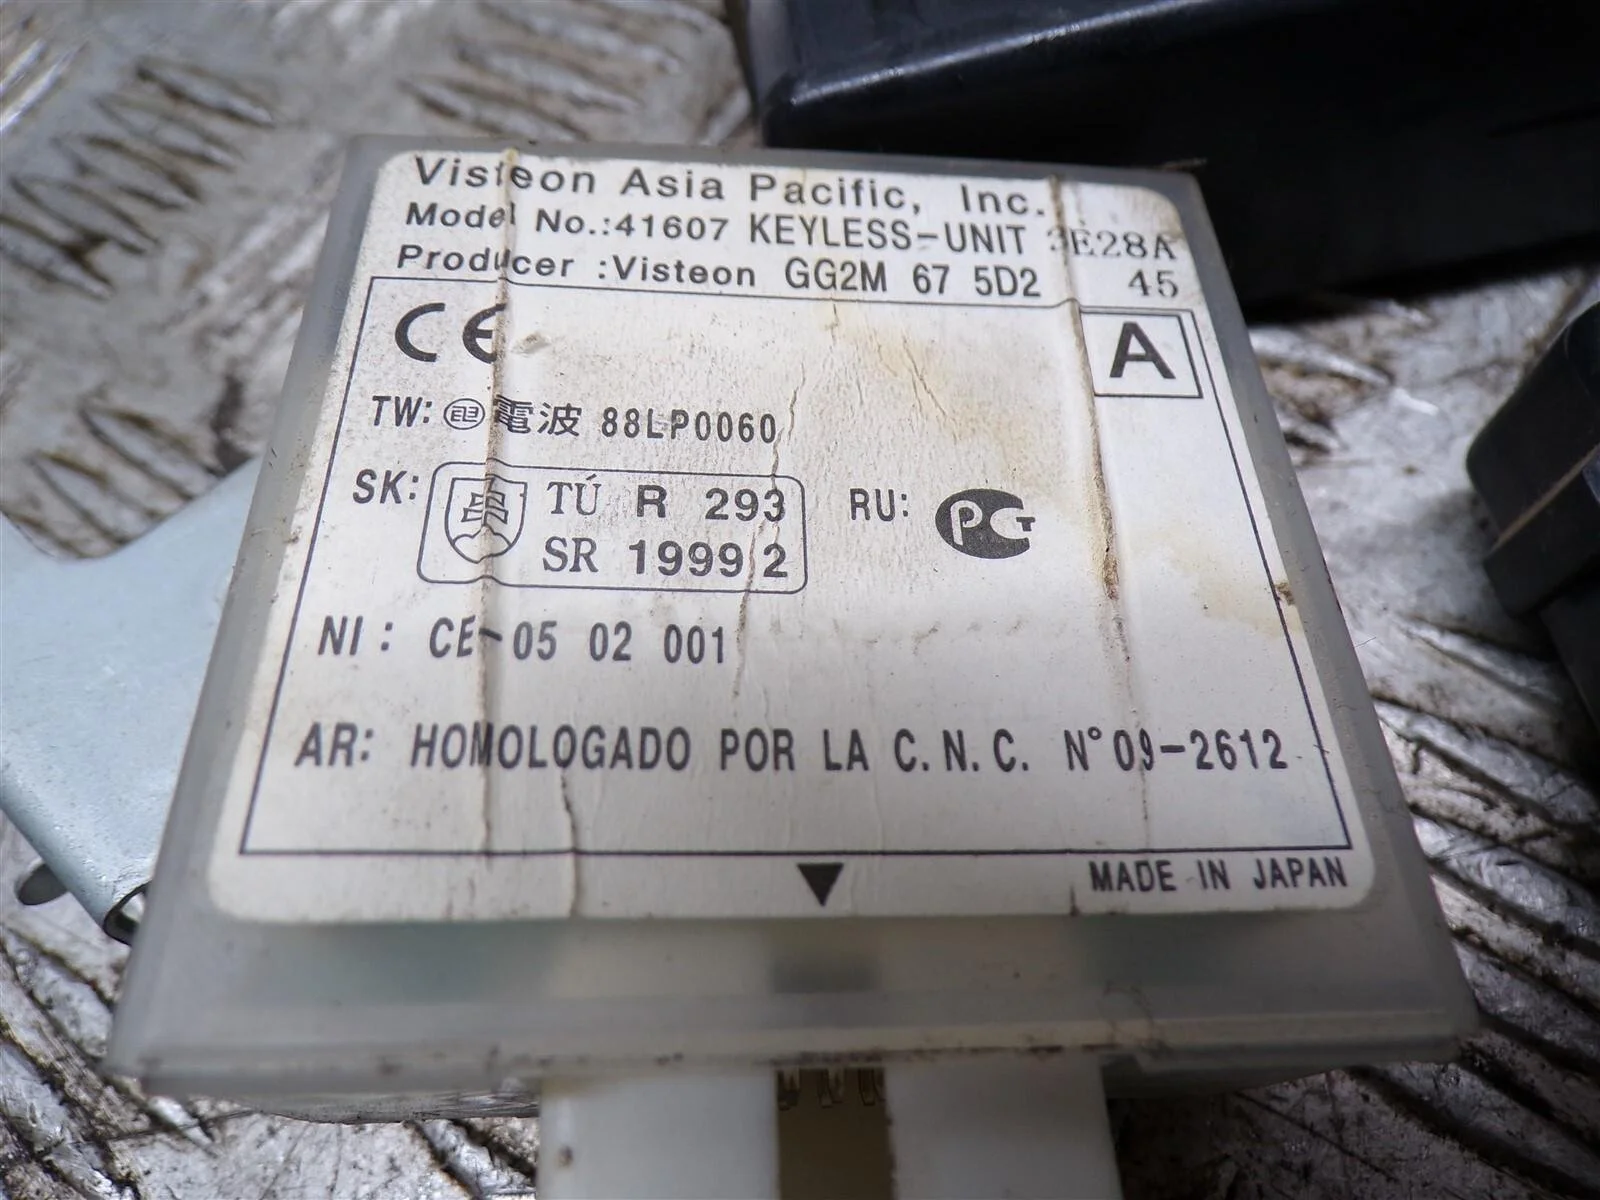 Visteon Asia Pacific, Inc.
Model No.:41607 KEYLESS-UNIT 3E28A
Producer :Visteon GG2M 67 5D2 45
CE A
TW: 電波 88LP0060
SK: TÚ R 293 RU: PCT
SR 1999 2
NI: CE-05 02 001
AR: HOMOLOGADO POR LA C.N.C. N° 09-2612
MADE IN JAPAN